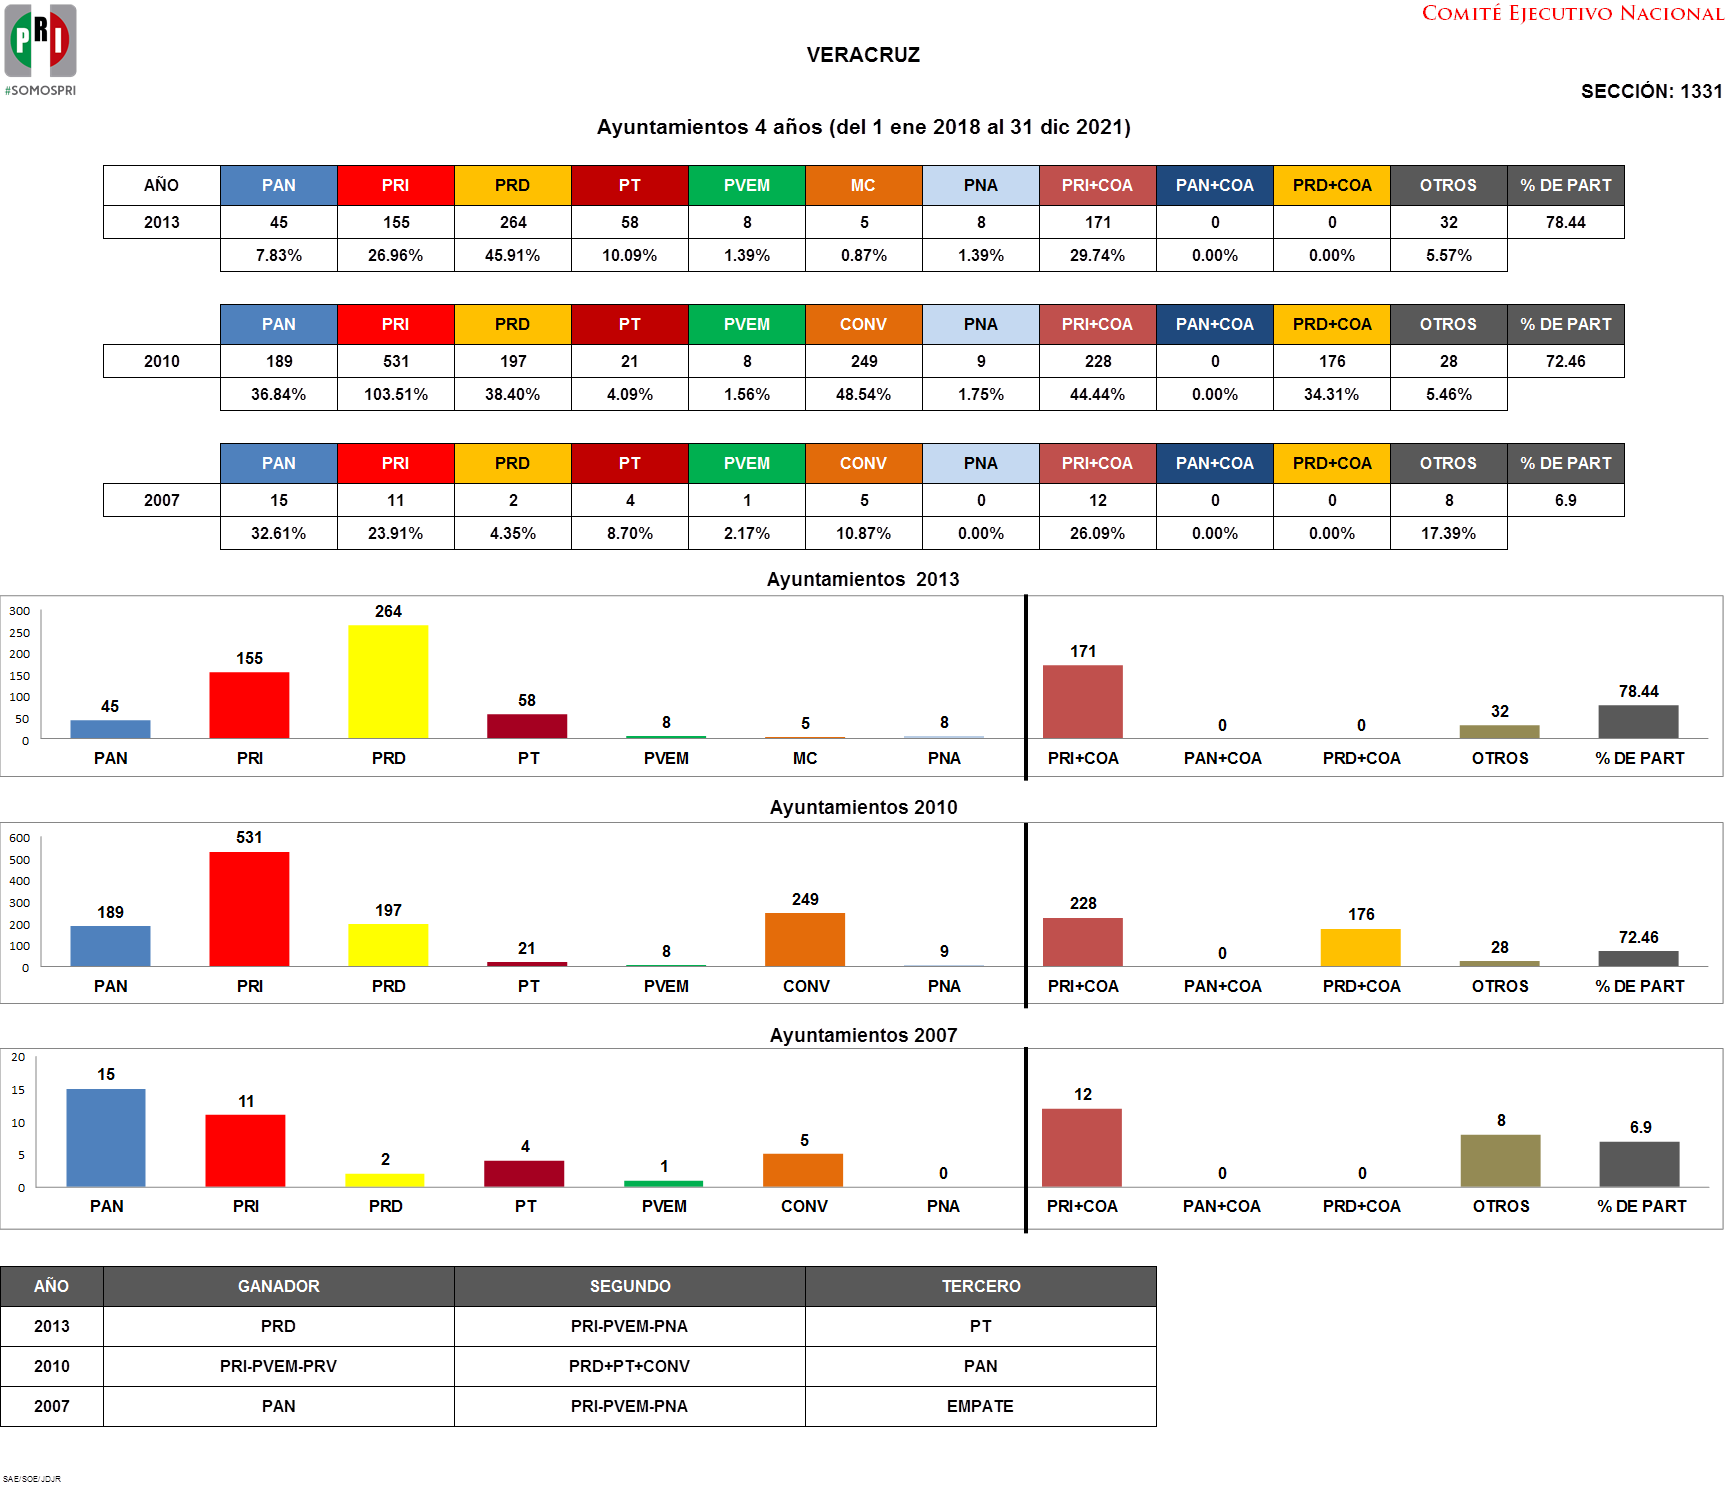 COMITÉ EJECUTIVO NACIONAL
PRI
#SOMOSPRI
VERACRUZ
SECCIÓN: 1331
Ayuntamientos 4 años (del 1 ene 2018 al 31 dic 2021)
AÑO PAN PRI PRD PT PVEM MC PNA PRI+COA PAN+COA PRD+COA OTROS % DE PART
2013 45 155 264 58 8 5 8 171 0 0 32 78.44
7.83% 26.96% 45.91% 10.09% 1.39% 0.87% 1.39% 29.74% 0.00% 0.00% 5.57%
PAN PRI PRD PT PVEM CONV PNA PRI+COA PAN+COA PRD+COA OTROS % DE PART
2010 189 531 197 21 8 249 9 228 0 176 28 72.46
36.84% 103.51% 38.40% 4.09% 1.56% 48.54% 1.75% 44.44% 0.00% 34.31% 5.46%
PAN PRI PRD PT PVEM CONV PNA PRI+COA PAN+COA PRD+COA OTROS % DE PART
2007 15 11 2 4 1 5 0 12 0 0 8 6.9
32.61% 23.91% 4.35% 8.70% 2.17% 10.87% 0.00% 26.09% 0.00% 0.00% 17.39%
Ayuntamientos 2013
300
250
200
150
100
50
0
45 155 264 58 8 5 8 171 0 0 32 78.44
PAN PRI PRD PT PVEM MC PNA PRI+COA PAN+COA PRD+COA OTROS % DE PART
Ayuntamientos 2010
600
500
400
300
200
100
0
189 531 197 21 8 249 9 228 0 176 28 72.46
PAN PRI PRD PT PVEM CONV PNA PRI+COA PAN+COA PRD+COA OTROS % DE PART
Ayuntamientos 2007
20
15
10
5
0
15 11 2 4 1 5 0 12 0 0 8 6.9
PAN PRI PRD PT PVEM CONV PNA PRI+COA PAN+COA PRD+COA OTROS % DE PART
AÑO GANADOR SEGUNDO TERCERO
2013 PRD PRI-PVEM-PNA PT
2010 PRI-PVEM-PRV PRD+PT+CONV PAN
2007 PAN PRI-PVEM-PNA EMPATE
SAE/SOE/JDJR